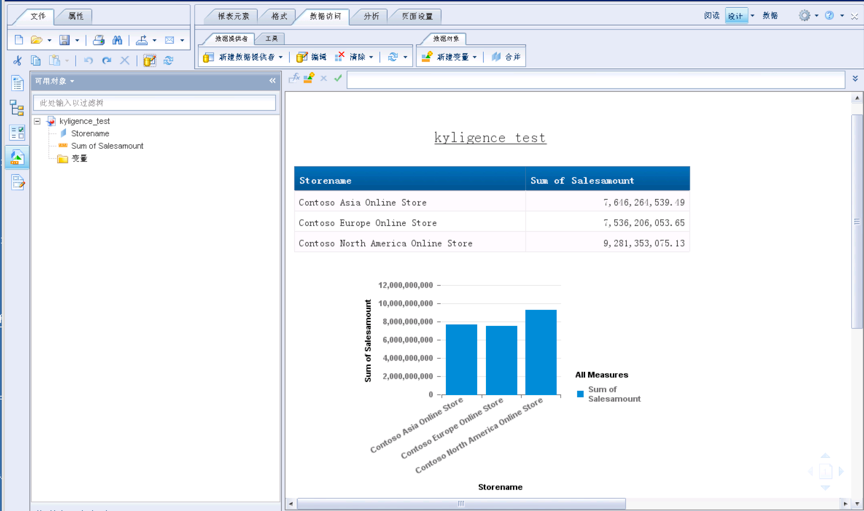 文件 属性 报表元素 格式 数据访问 分析 页面设置 阅读 设计 数据
数据提供者 工具 数据对象
新建数据提供者 编辑 清除 新建变量 合并
可用对象
此处输入以过滤树
kyligence_test
Storename
Sum of Salesamount
变量
kyligence test
Storename Sum of Salesamount
Contoso Asia Online Store 7,646,264,539.49
Contoso Europe Online Store 7,536,206,053.65
Contoso North America Online Store 9,281,353,075.13
12,000,000,000
10,000,000,000
8,000,000,000
6,000,000,000
4,000,000,000
2,000,000,000
0
Sum of Salesamount
Contoso Asia Online Store
Contoso Europe Online Store
Contoso North America Online Store
Storename
All Measures
Sum of
Salesamount